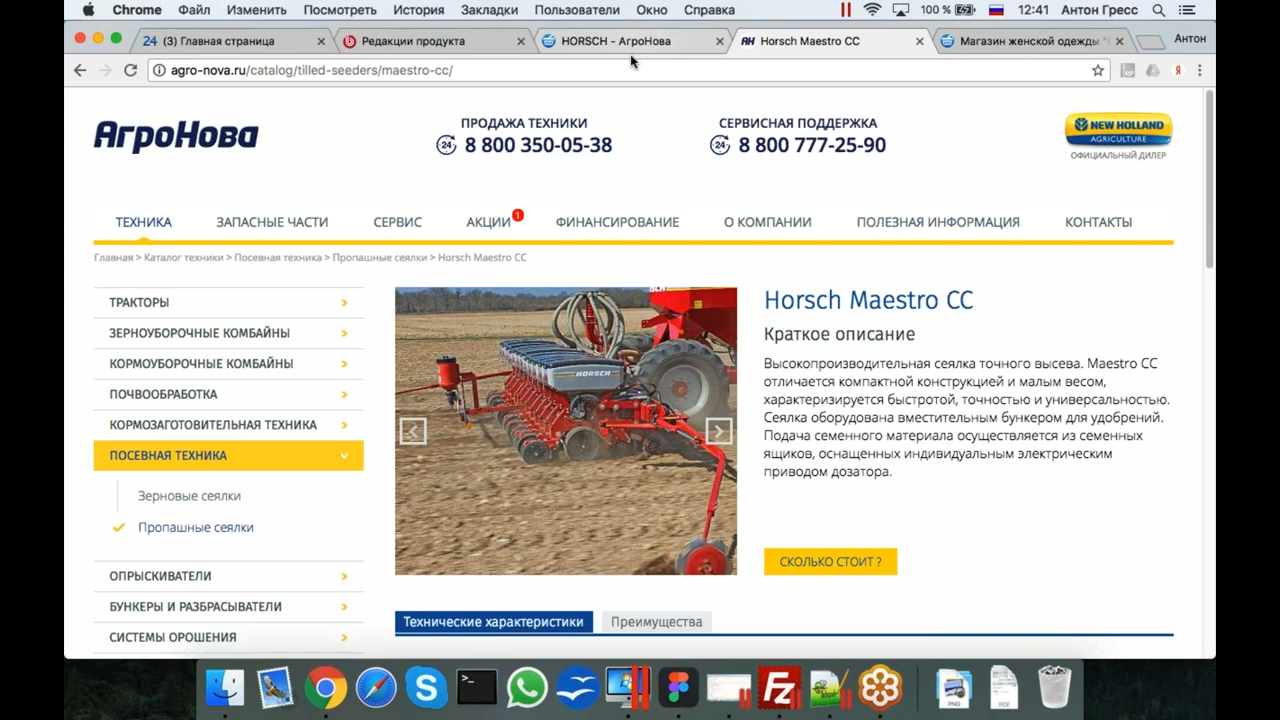 Chrome Файл Изменить Посмотреть История Закладки Пользователи Окно Справка 100 % 12:41 Антон Гресс
24 (3) Главная страница
Редакции продукта
HORSCH - АгроНова
АН Horsch Maestro CC
Магазин женской одежды "
Антон
agro-nova.ru/catalog/tilled-seeders/maestro-cc/
АгроНова
ПРОДАЖА ТЕХНИКИ
24 8 800 350-05-38
СЕРВИСНАЯ ПОДДЕРЖКА
24 8 800 777-25-90
NEW HOLLAND
AGRICULTURE
ОФИЦИАЛЬНЫЙ ДИЛЕР
ТЕХНИКА ЗАПАСНЫЕ ЧАСТИ СЕРВИС АКЦИИ 1 ФИНАНСИРОВАНИЕ О КОМПАНИИ ПОЛЕЗНАЯ ИНФОРМАЦИЯ КОНТАКТЫ
Главная > Каталог техники > Посевная техника > Пропашные сеялки > Horsch Maestro CC
ТРАКТОРЫ
ЗЕРНОУБОРОЧНЫЕ КОМБАЙНЫ
КОРМОУБОРОЧНЫЕ КОМБАЙНЫ
ПОЧВООБРАБОТКА
КОРМОЗАГОТОВИТЕЛЬНАЯ ТЕХНИКА
ПОСЕВНАЯ ТЕХНИКА
Зерновые сеялки
Пропашные сеялки
ОПРЫСКИВАТЕЛИ
БУНКЕРЫ И РАЗБРАСЫВАТЕЛИ
СИСТЕМЫ ОРОШЕНИЯ
HORSCH
Horsch Maestro CC
Краткое описание
Высокопроизводительная сеялка точного высева. Maestro CC
отличается компактной конструкцией и малым весом,
характеризуется быстротой, точностью и универсальностью.
Сеялка оборудована вместительным бункером для удобрений.
Подача семенного материала осуществляется из семенных
ящиков, оснащенных индивидуальным электрическим
приводом дозатора.
СКОЛЬКО СТОИТ ?
Технические характеристики Преимущества
Fz
PNG
PDF